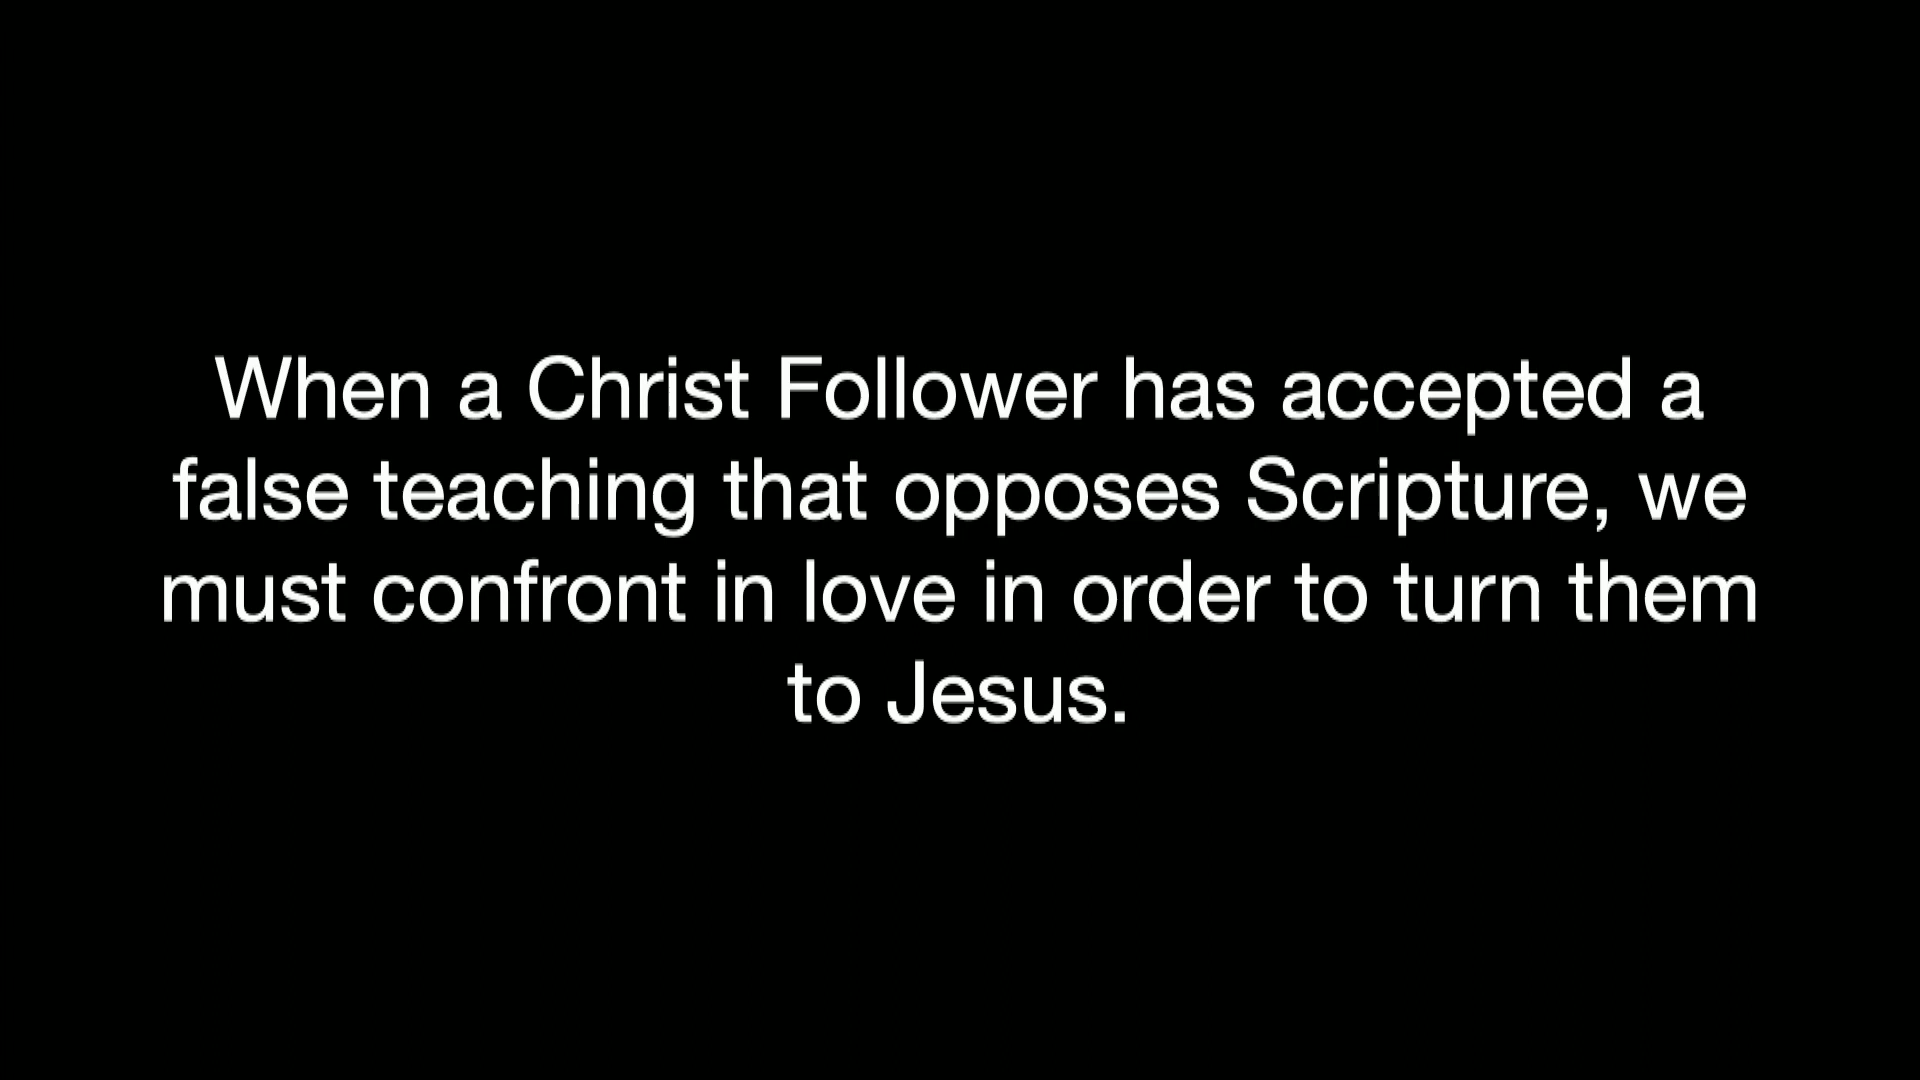 When a Christ Follower has accepted a
false teaching that opposes Scripture, we
must confront in love in order to turn them
to Jesus.